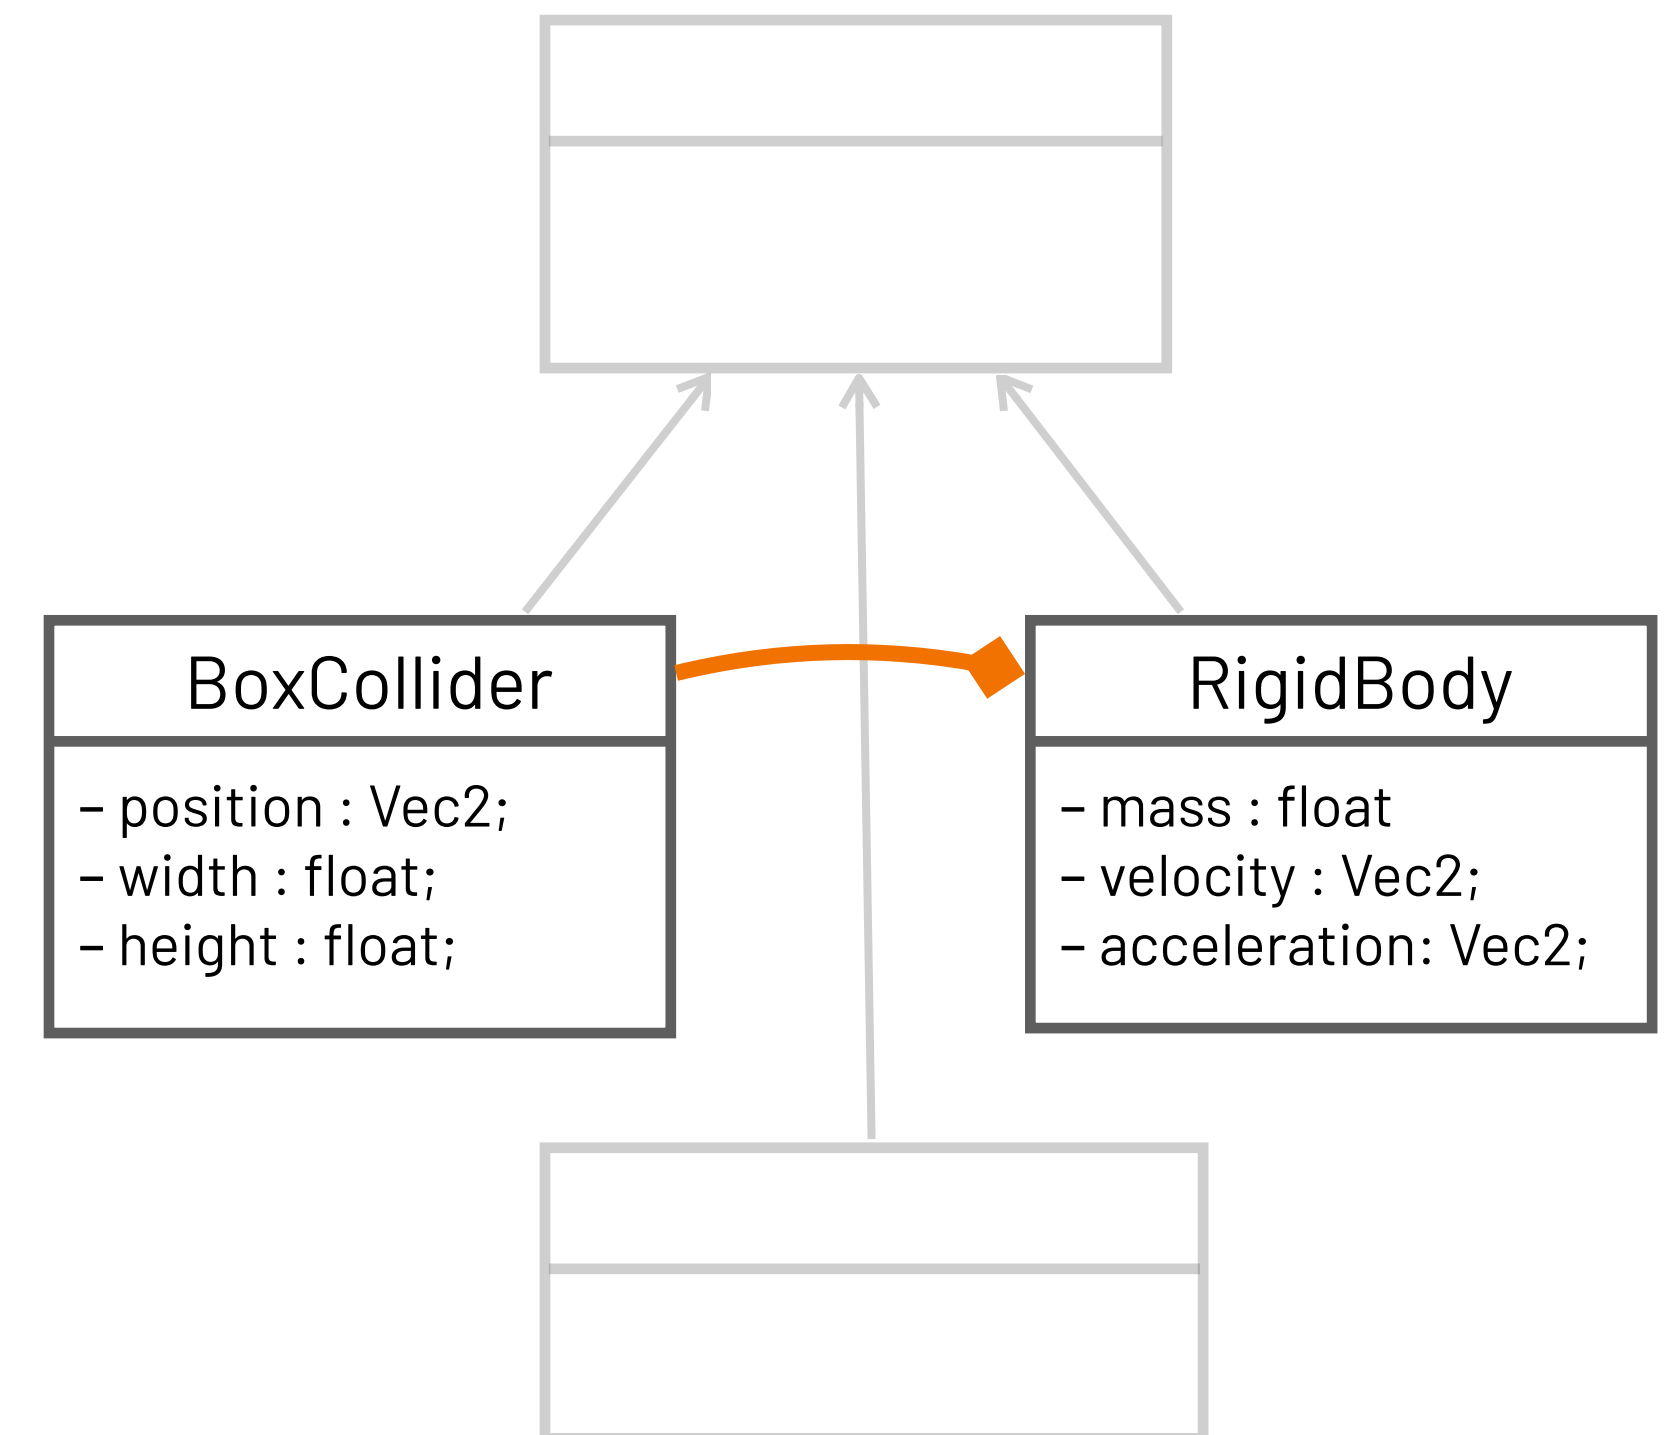 BoxCollider
– position : Vec2;
– width : float;
– height : float;
RigidBody
– mass : float
– velocity : Vec2;
– acceleration: Vec2;